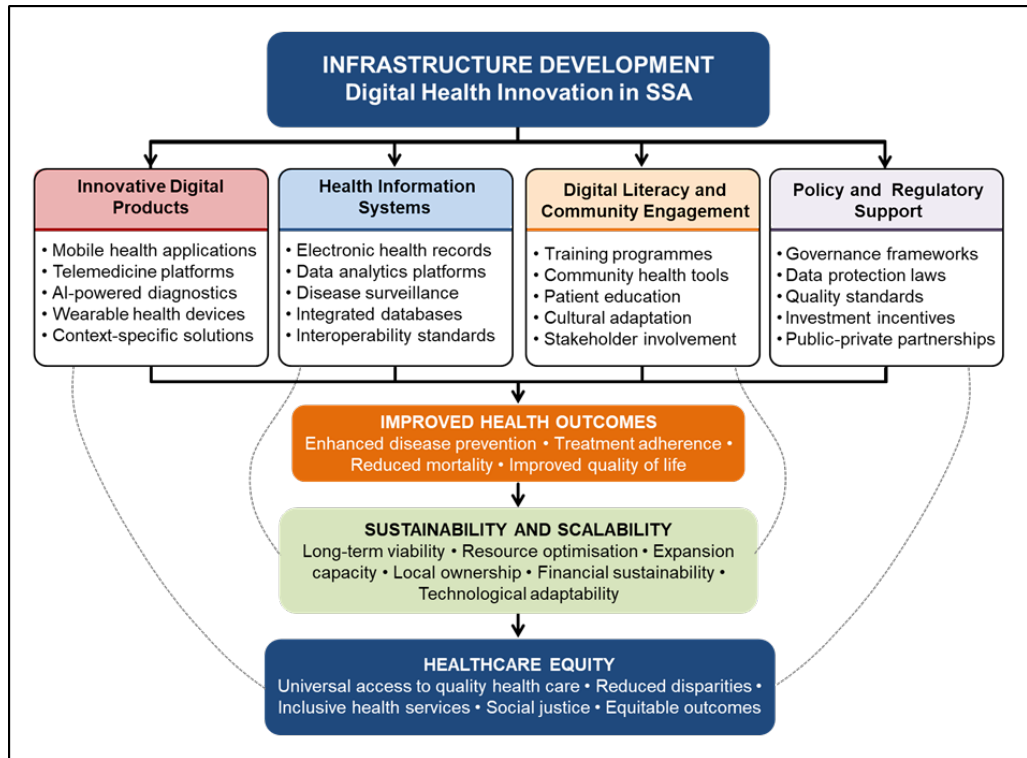 INFRASTRUCTURE DEVELOPMENT
Digital Health Innovation in SSA
Innovative Digital
Products
• Mobile health applications
• Telemedicine platforms
• AI-powered diagnostics
• Wearable health devices
• Context-specific solutions
Health Information
Systems
• Electronic health records
• Data analytics platforms
• Disease surveillance
• Integrated databases
• Interoperability standards
Digital Literacy and
Community Engagement
• Training programmes
• Community health tools
• Patient education
• Cultural adaptation
• Stakeholder involvement
Policy and Regulatory
Support
• Governance frameworks
• Data protection laws
• Quality standards
• Investment incentives
• Public-private partnerships
IMPROVED HEALTH OUTCOMES
Enhanced disease prevention • Treatment adherence •
Reduced mortality • Improved quality of life
SUSTAINABILITY AND SCALABILITY
Long-term viability • Resource optimisation • Expansion
capacity • Local ownership • Financial sustainability •
Technological adaptability
HEALTHCARE EQUITY
Universal access to quality health care • Reduced disparities •
Inclusive health services • Social justice • Equitable outcomes